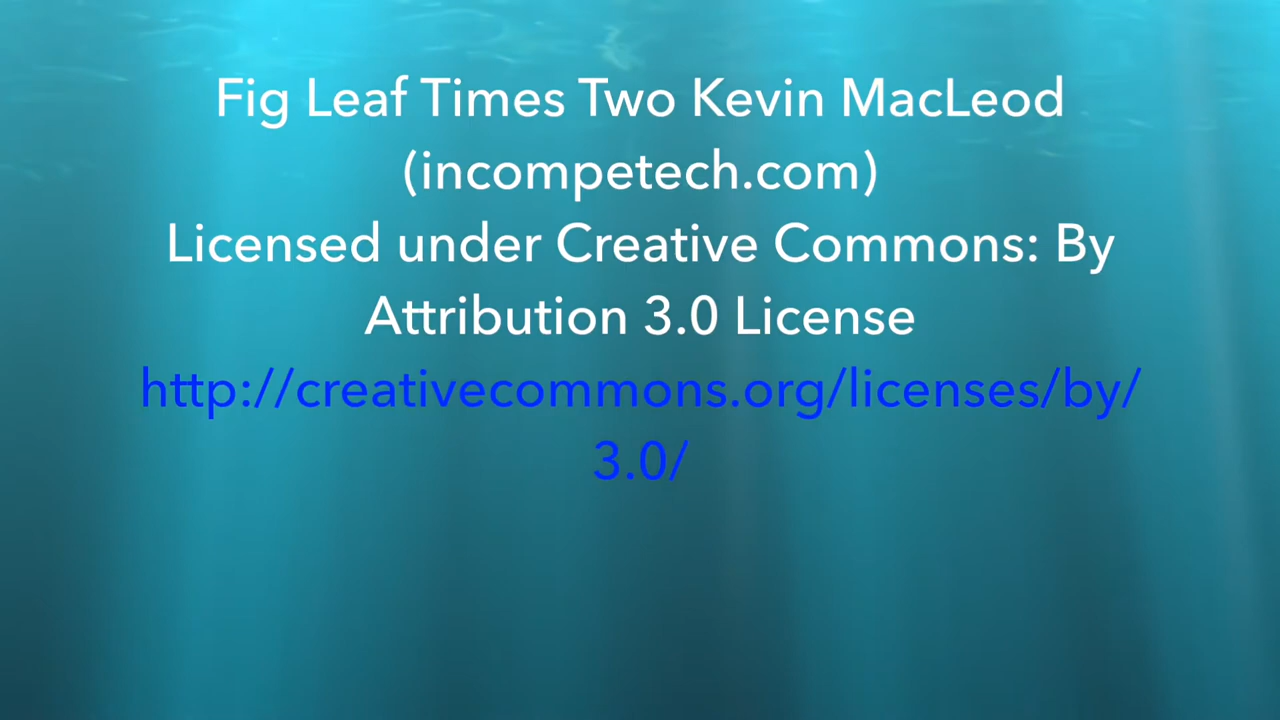 Fig Leaf Times Two Kevin MacLeod
(incompetech.com)
Licensed under Creative Commons: By
Attribution 3.0 License
http://creativecommons.org/licenses/by/
3.0/